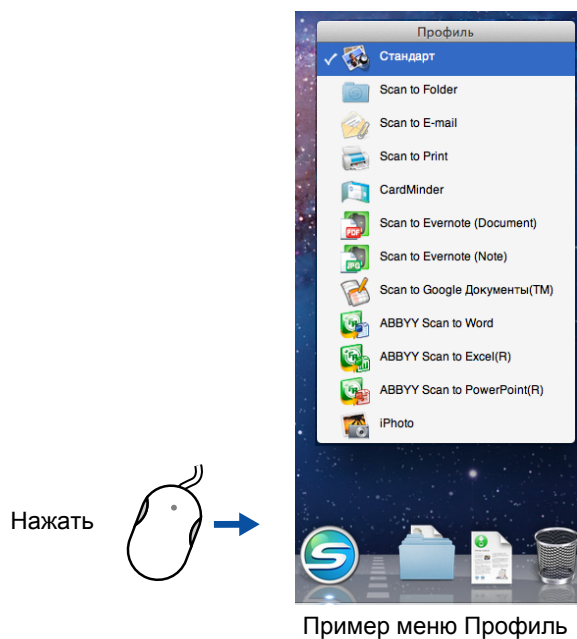 Профиль
Стандарт
Scan to Folder
Scan to E-mail
Scan to Print
CardMinder
Scan to Evernote (Document)
Scan to Evernote (Note)
Scan to Google Документы(TM)
ABBYY Scan to Word
ABBYY Scan to Excel(R)
ABBYY Scan to PowerPoint(R)
iPhoto
Нажать
Пример меню Профиль